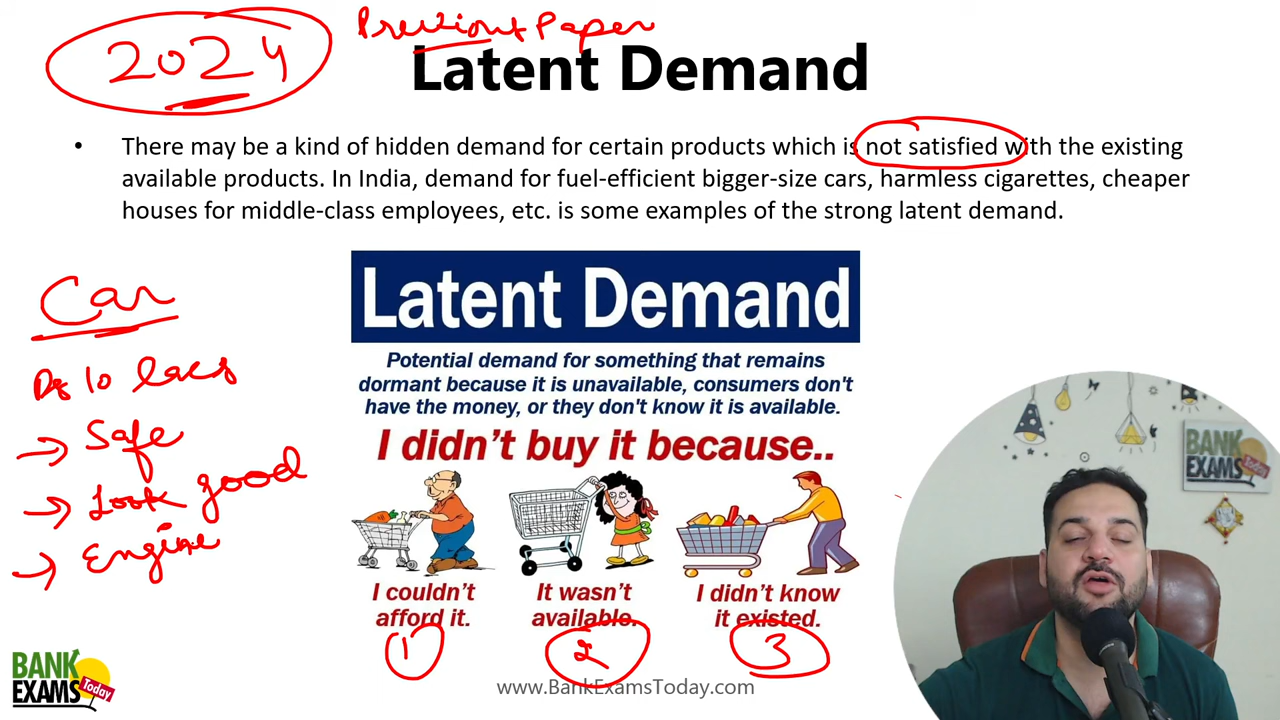 2024
Previous Paper
Latent Demand
• There may be a kind of hidden demand for certain products which is not satisfied with the existing
available products. In India, demand for fuel-efficient bigger-size cars, harmless cigarettes, cheaper
houses for middle-class employees, etc. is some examples of the strong latent demand.
Car
Rs 10 lacs
→ Safe
→ Look good
→ Engine
Latent Demand
Potential demand for something that remains
dormant because it is unavailable, consumers don't
have the money, or they don't know it is available.
I didn't buy it because..
I couldn't
afford it.
It wasn't
available.
I didn't know
it existed.
1
2
3
BANK
EXAMS
Today
www.BankExamsToday.com
BANK
EXAMS
Today